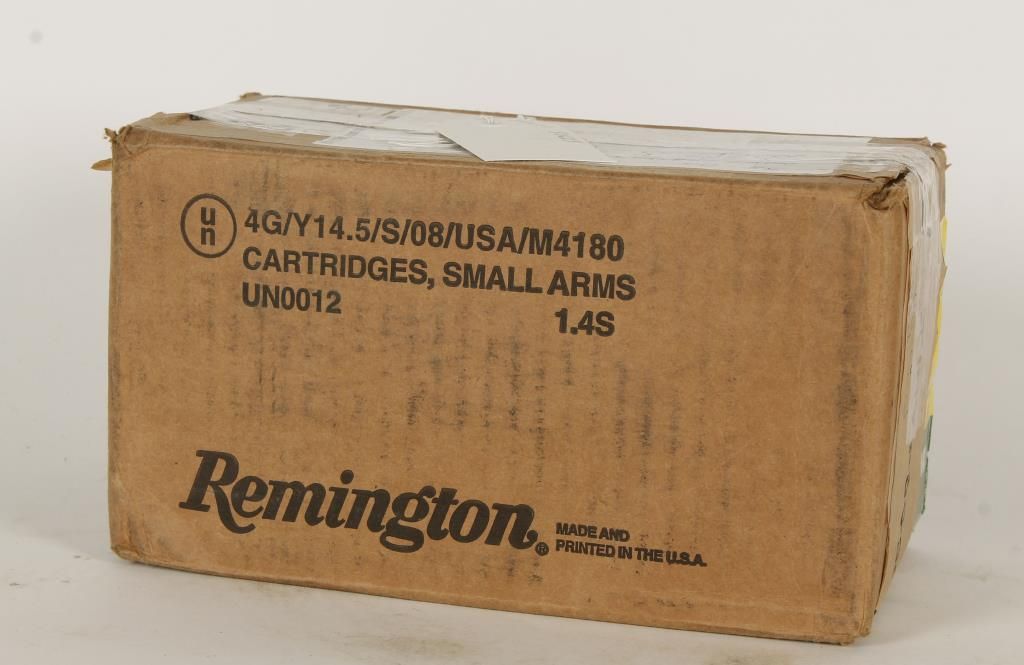 un
4G/Y14.5/S/08/USA/M4180
CARTRIDGES, SMALL ARMS
UN0012 1.4S
Remington®
MADE AND
PRINTED IN THE U.S.A.